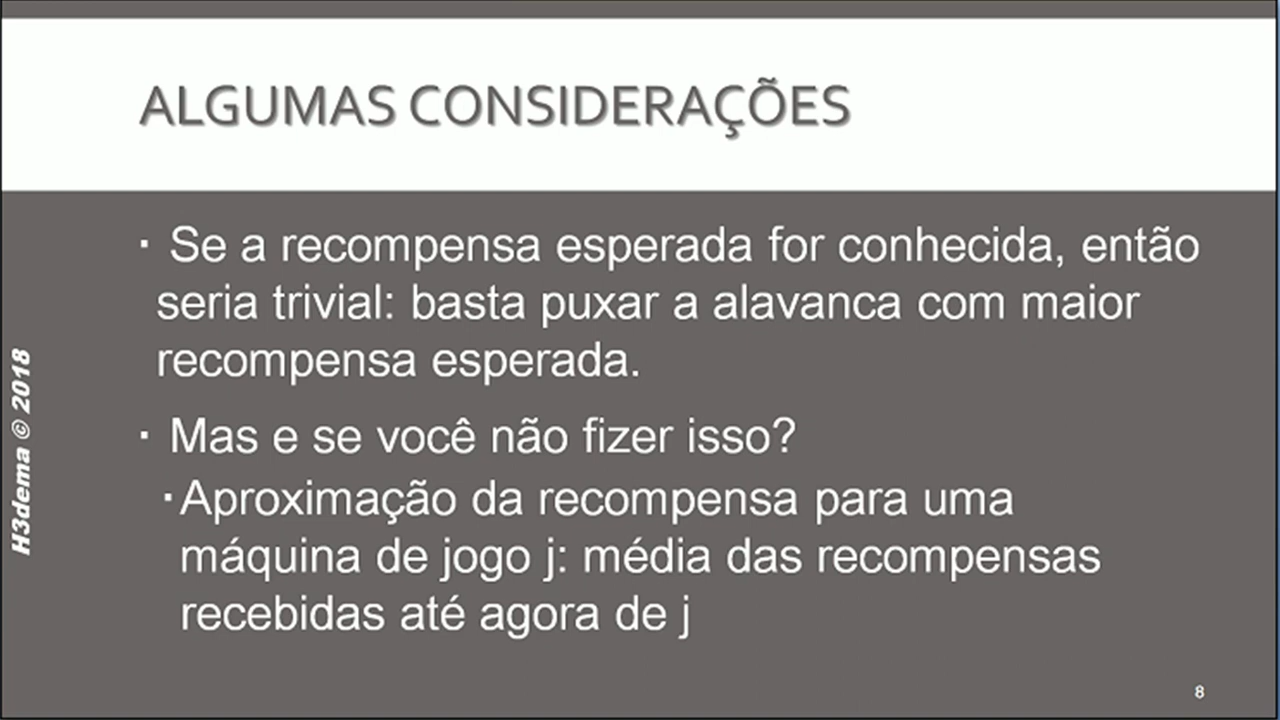 ALGUMAS CONSIDERAÇÕES
▪ Se a recompensa esperada for conhecida, então
seria trivial: basta puxar a alavanca com maior
recompensa esperada.
▪ Mas e se você não fizer isso?
▪ Aproximação da recompensa para uma
máquina de jogo j: média das recompensas
recebidas até agora de j
H3dema © 2018
8